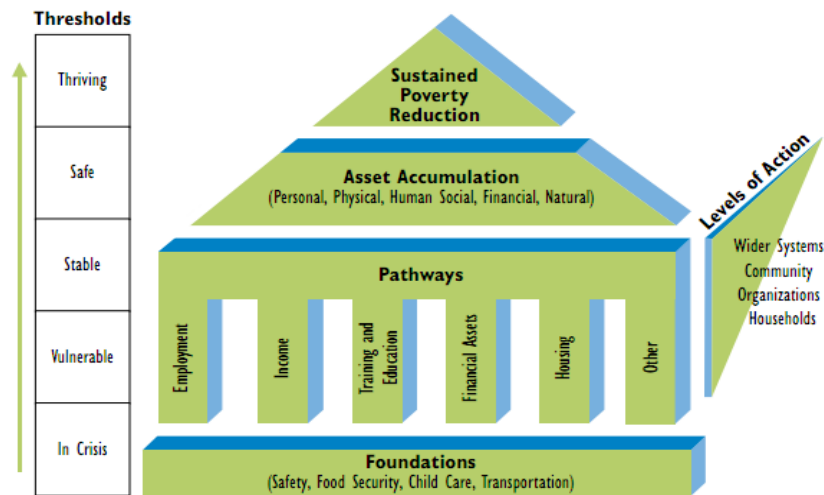 Thresholds
Thriving
Safe
Stable
Vulnerable
In Crisis
Sustained
Poverty
Reduction
Asset Accumulation
(Personal, Physical, Human Social, Financial, Natural)
Pathways
Employment
Income
Training and
Education
Financial Assets
Housing
Other
Foundations
(Safety, Food Security, Child Care, Transportation)
Levels of Action
Wider Systems
Community
Organizations
Households